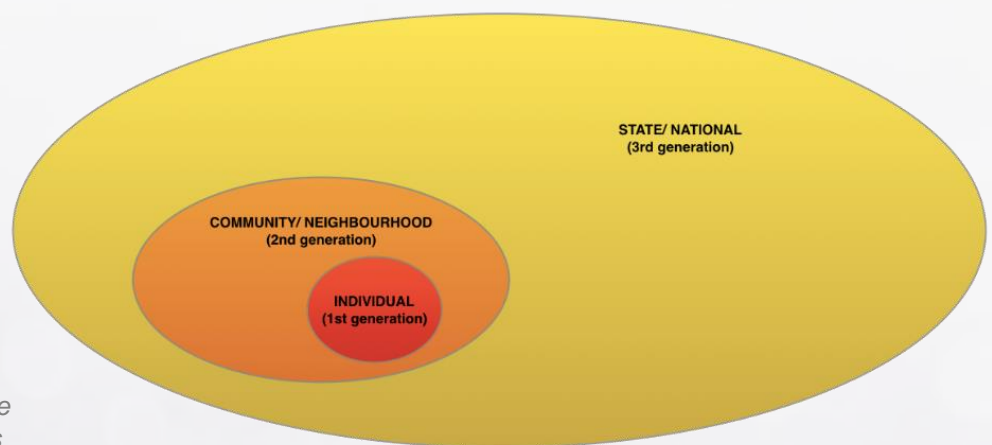 STATE/ NATIONAL
(3rd generation)
COMMUNITY/ NEIGHBOURHOOD
(2nd generation)
INDIVIDUAL
(1st generation)